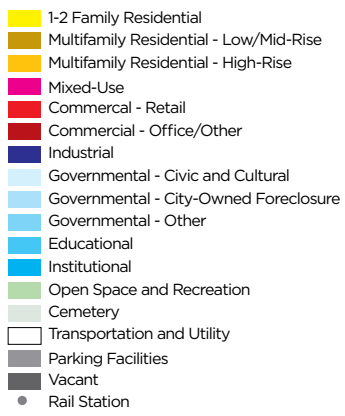 1-2 Family Residential
Multifamily Residential - Low/Mid-Rise
Multifamily Residential - High-Rise
Mixed-Use
Commercal - Retail
Commercial - Office/Other
Industrial
Governmental - Civic and Cultural
Governmental - City-Owned Foreclosure
Governmental - Other
Educational
Institutional
Open Space and Recreation
Cemetery
Transportation and Utility
Parking Facilities
Vacant
Rail Station